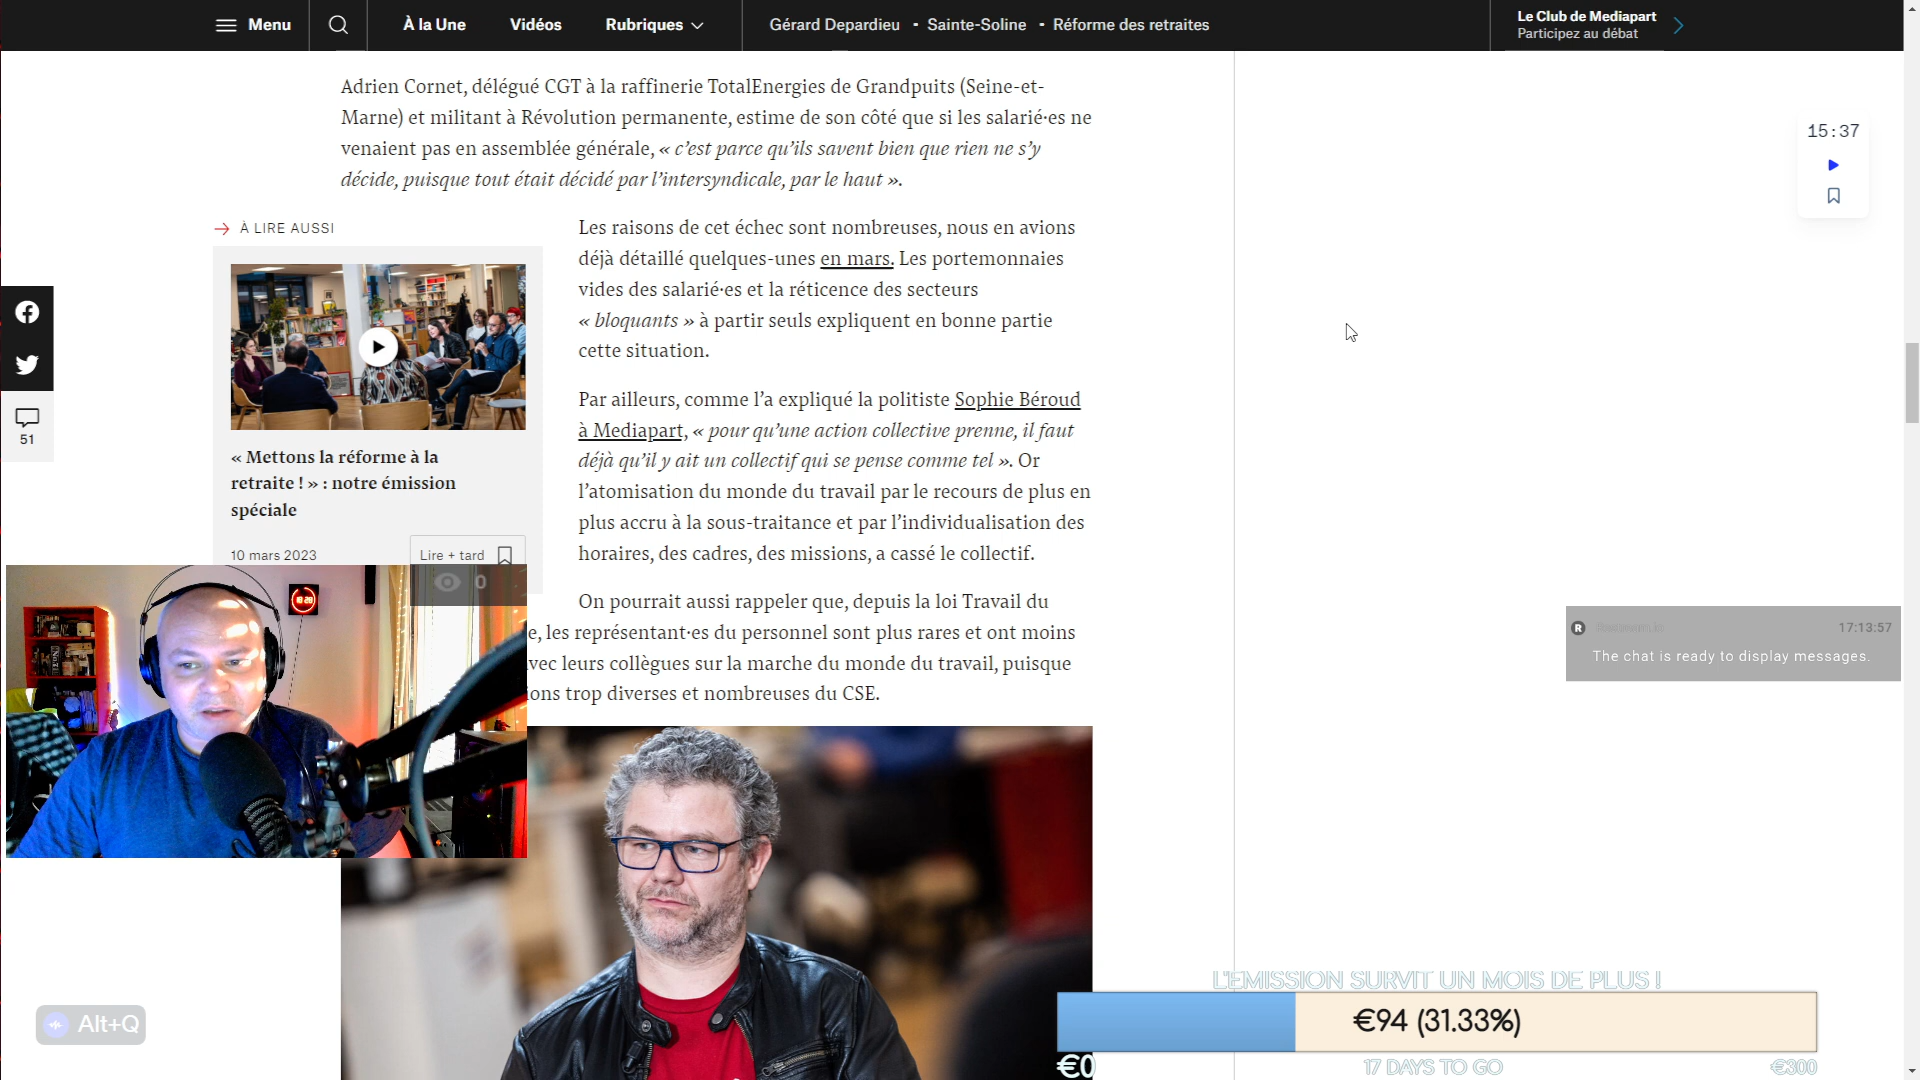 Menu
À la Une
Vidéos
Rubriques
Gérard Depardieu - Sainte-Soline - Réforme des retraites
Le Club de Mediapart
Participez au débat
Adrien Cornet, délégué CGT à la raffinerie TotalEnergies de Grandpuits (Seine-et-
Marne) et militant à Révolution permanente, estime de son côté que si les salarié·es ne
venaient pas en assemblée générale, « c’est parce qu’ils savent bien que rien ne s’y
décide, puisque tout était décidé par l’intersyndicale, par le haut ».
15:37
À LIRE AUSSI
« Mettons la réforme à la
retraite ! » : notre émission
spéciale
10 mars 2023
Lire + tard
0
51
Les raisons de cet échec sont nombreuses, nous en avions
déjà détaillé quelques-unes en mars. Les portemonnaies
vides des salarié·es et la réticence des secteurs
« bloquants » à partir seuls expliquent en bonne partie
cette situation.
Par ailleurs, comme l’a expliqué la politiste Sophie Béroud
à Mediapart, « pour qu’une action collective prenne, il faut
déjà qu’il y ait un collectif qui se pense comme tel ». Or
l’atomisation du monde du travail par le recours de plus en
plus accru à la sous-traitance et par l’individualisation des
horaires, des cadres, des missions, a cassé le collectif.
On pourrait aussi rappeler que, depuis la loi Travail du
e, les représentant·es du personnel sont plus rares et ont moins
vec leurs collègues sur la marche du monde du travail, puisque
ions trop diverses et nombreuses du CSE.
R
17:13:57
The chat is ready to display messages.
Alt+Q
L'EMISSION SURVIT UN MOIS DE PLUS !
€94 (31.33%)
€0
17 DAYS TO GO
€300